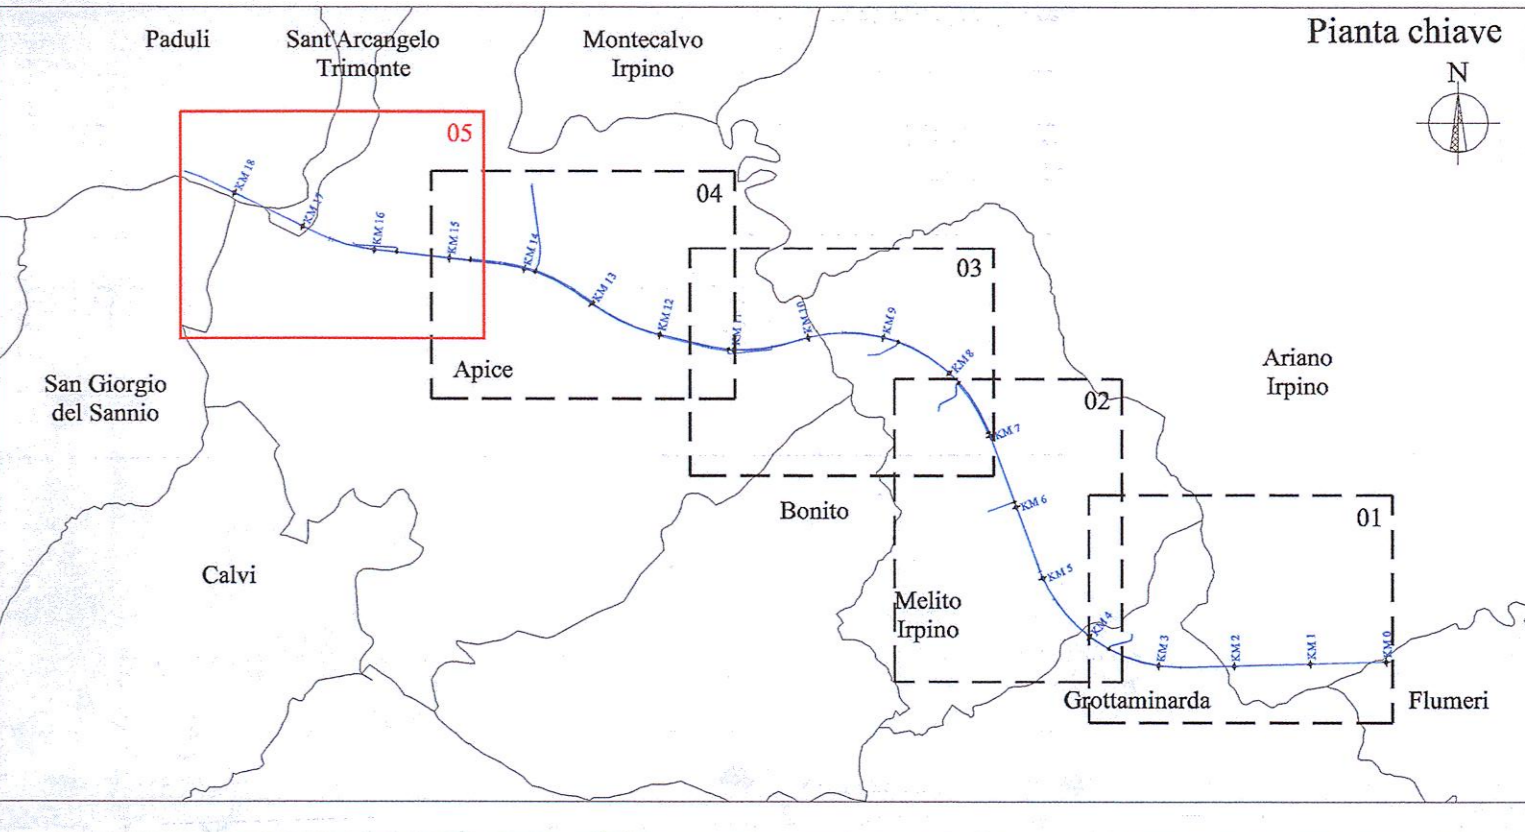 Pianta chiave
N
Paduli
Sant'Arcangelo
Trimonte
Montecalvo
Irpino
05
04
03
02
01
KM 18
KM 17
KM 16
KM 15
KM 14
KM 13
KM 12
KM 11
KM 10
KM 9
KM 8
KM 7
KM 6
KM 5
KM 4
KM 3
KM 2
KM 1
KM 0
San Giorgio
del Sannio
Apice
Ariano
Irpino
Bonito
Calvi
Melito
Irpino
Grottaminarda
Flumeri